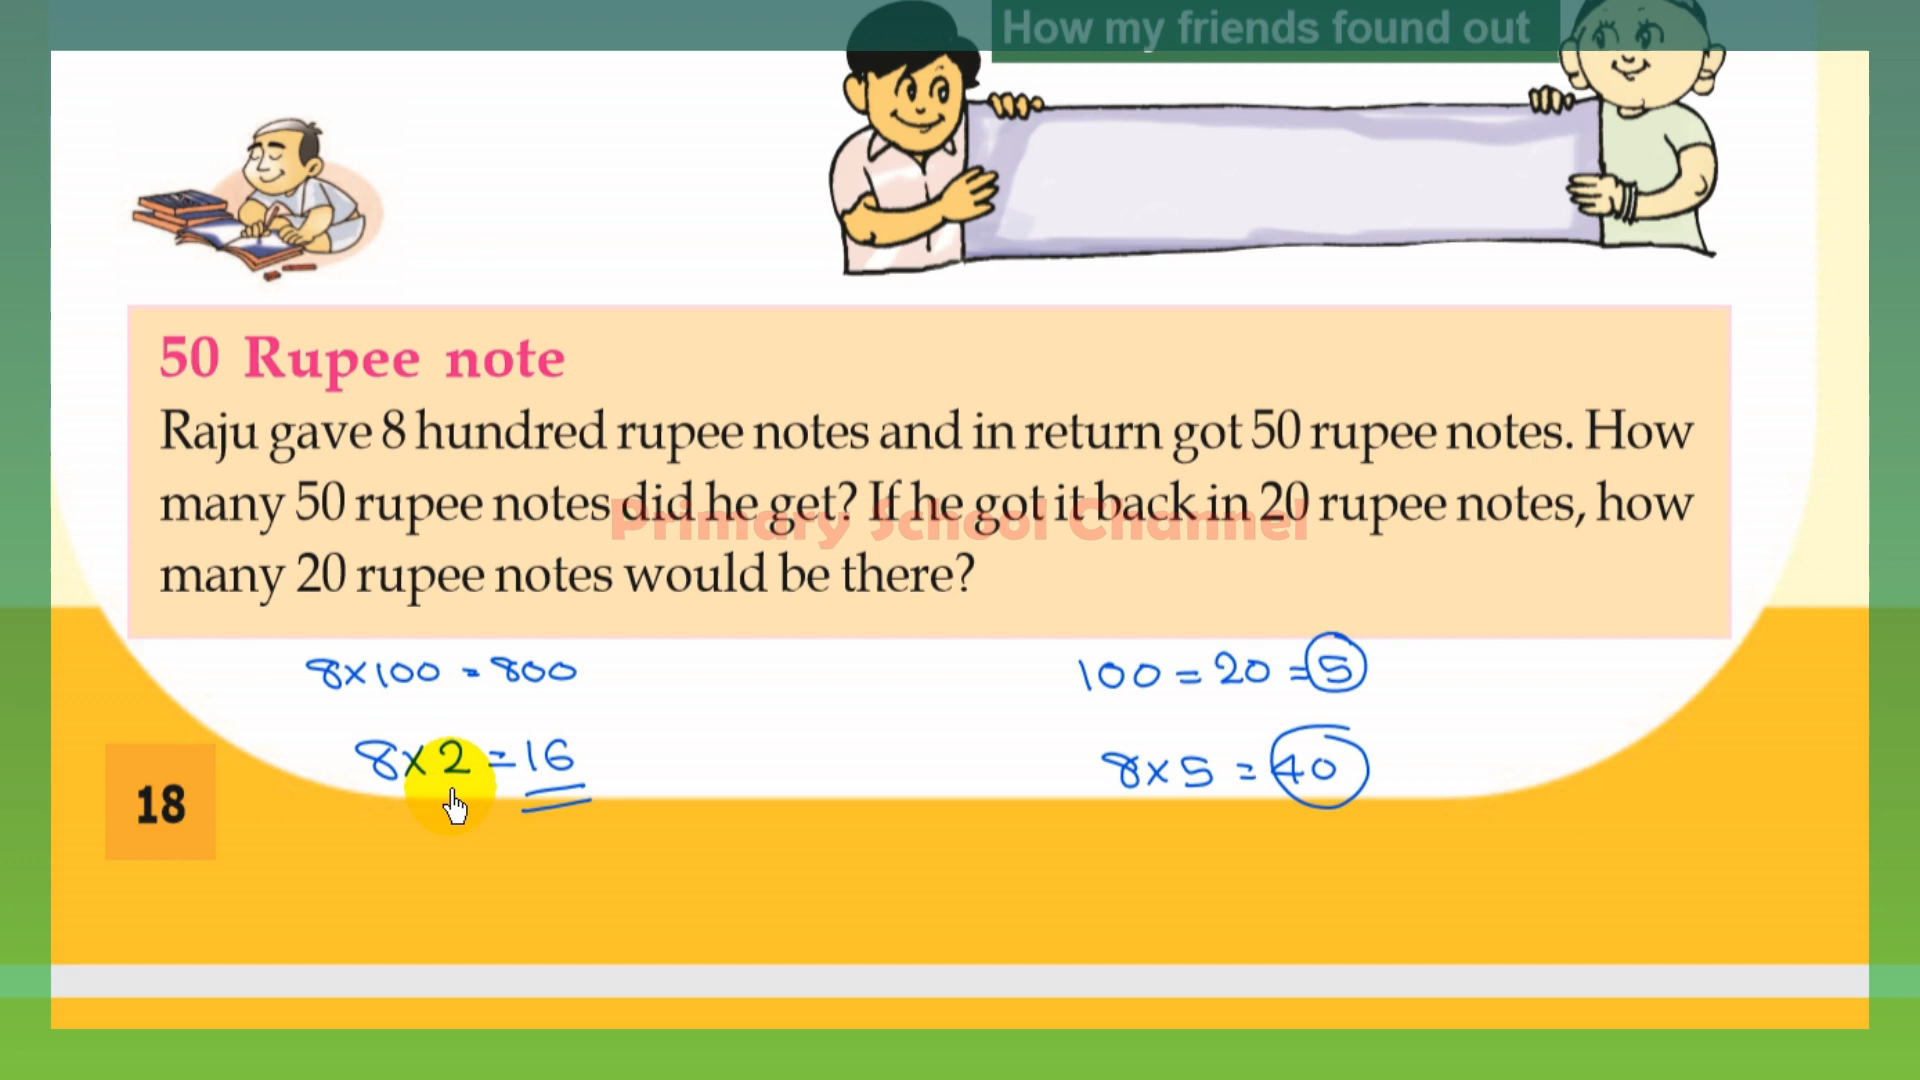 How my friends found out
50 Rupee note
Raju gave 8 hundred rupee notes and in return got 50 rupee notes. How
many 50 rupee notes did he get? If he got it back in 20 rupee notes, how
Primary School Channel
many 20 rupee notes would be there?
8×100 = 800
100 = 20 = 5
8×2 = 16
8×5 = 40
18